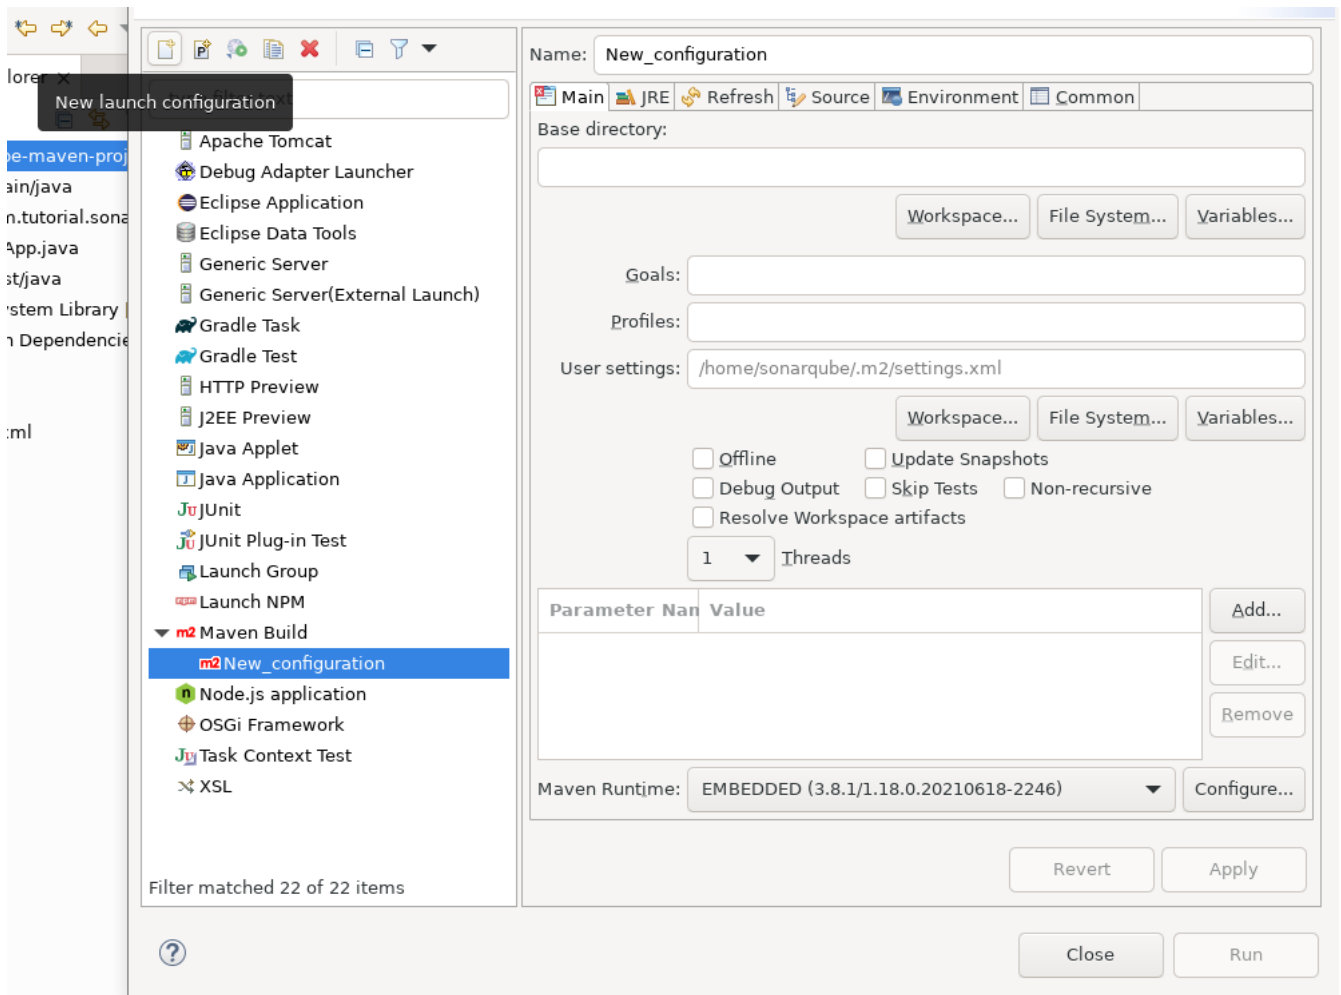 lorer
New launch configuration
be-maven-proj
ain/java
m.tutorial.sona
App.java
st/java
ystem Library [
n Dependencie
:ml
Apache Tomcat
Debug Adapter Launcher
Eclipse Application
Eclipse Data Tools
Generic Server
Generic Server(External Launch)
Gradle Task
Gradle Test
HTTP Preview
J2EE Preview
Java Applet
Java Application
JUnit
JUnit Plug-in Test
Launch Group
Launch NPM
m2 Maven Build
m2 New_configuration
Node.js application
OSGi Framework
Task Context Test
XSL
Filter matched 22 of 22 items
Name: New_configuration
Main JRE Refresh Source Environment Common
Base directory:
Workspace... File System... Variables...
Goals:
Profiles:
User settings: /home/sonarqube/.m2/settings.xml
Workspace... File System... Variables...
Offline Update Snapshots
Debug Output Skip Tests Non-recursive
Resolve Workspace artifacts
1 Threads
Parameter Nan Value
Add...
Edit...
Remove
Maven Runtime: EMBEDDED (3.8.1/1.18.0.20210618-2246) Configure...
Revert Apply
? Close Run